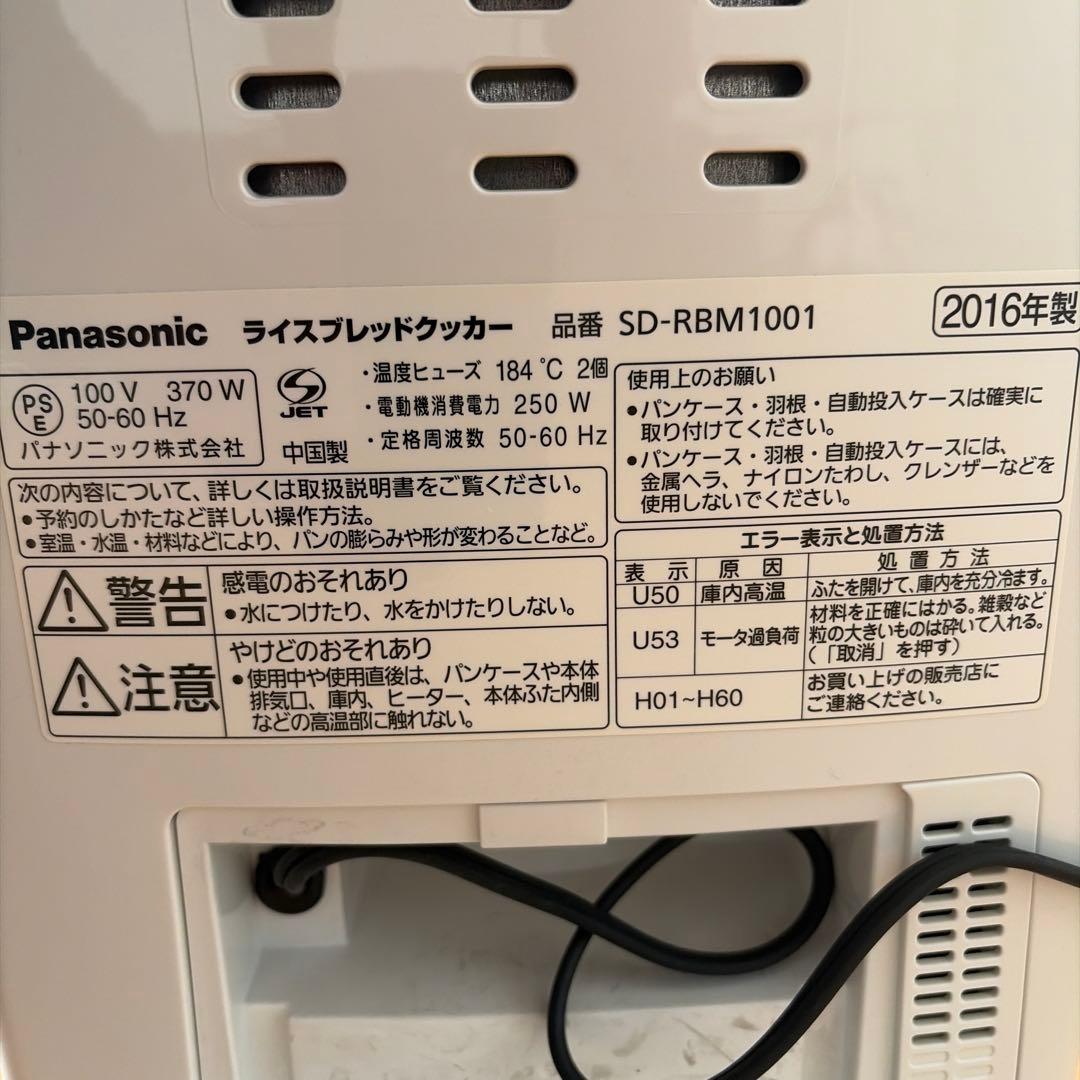 Panasonic ライスブレッドクッカー 品番 SD-RBM1001 2016年製
PS
E
100 V 370 W
50-60 Hz
パナソニック株式会社
JET
中国製
・温度ヒューズ 184℃ 2個
・電動機消費電力 250 W
・定格周波数 50-60 Hz
次の内容について、詳しくは取扱説明書をご覧ください。
●予約のしかたなど詳しい操作方法。
●室温・水温・材料などにより、パンの膨らみや形が変わることなど。
警告
感電のおそれあり
●水につけたり、水をかけたりしない。
注意
やけどのおそれあり
●使用中や使用直後は、パンケースや本体
排気口、庫内、ヒーター、本体ふた内側
などの高温部に触れない。
使用上のお願い
●パンケース・羽根・自動投入ケースは確実に
取り付けてください。
●パンケース・羽根・自動投入ケースには、
金属ヘラ、ナイロンたわし、クレンザーなどを
使用しないでください。
エラー表示と処置方法
表示 原因 処置方法
U50 庫内高温 ふたを開けて、庫内を充分冷ます。
U53 モータ過負荷 材料を正確にはかる。雑穀など
粒の大きいものは砕いて入れる。
(「取消」を押す)
H01~H60 お買い上げの販売店に
ご連絡ください。